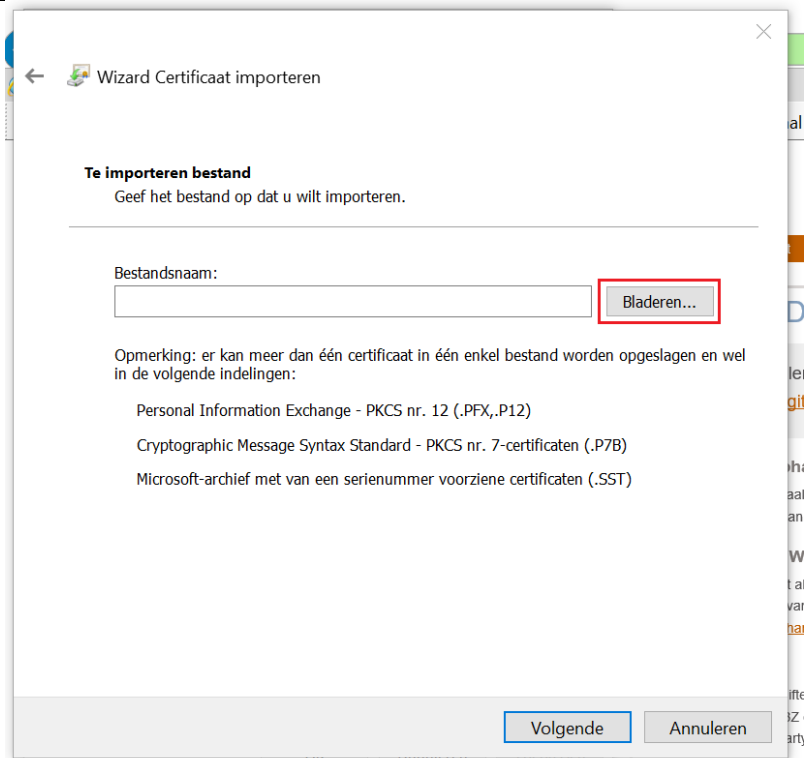 Wizard Certificaat importeren
Te importeren bestand
Geef het bestand op dat u wilt importeren.
Bestandsnaam:
Bladeren...
Opmerking: er kan meer dan één certificaat in één enkel bestand worden opgeslagen en wel
in de volgende indelingen:
Personal Information Exchange - PKCS nr. 12 (.PFX,.P12)
Cryptographic Message Syntax Standard - PKCS nr. 7-certificaten (.P7B)
Microsoft-archief met van een serienummer voorziene certificaten (.SST)
Volgende
Annuleren